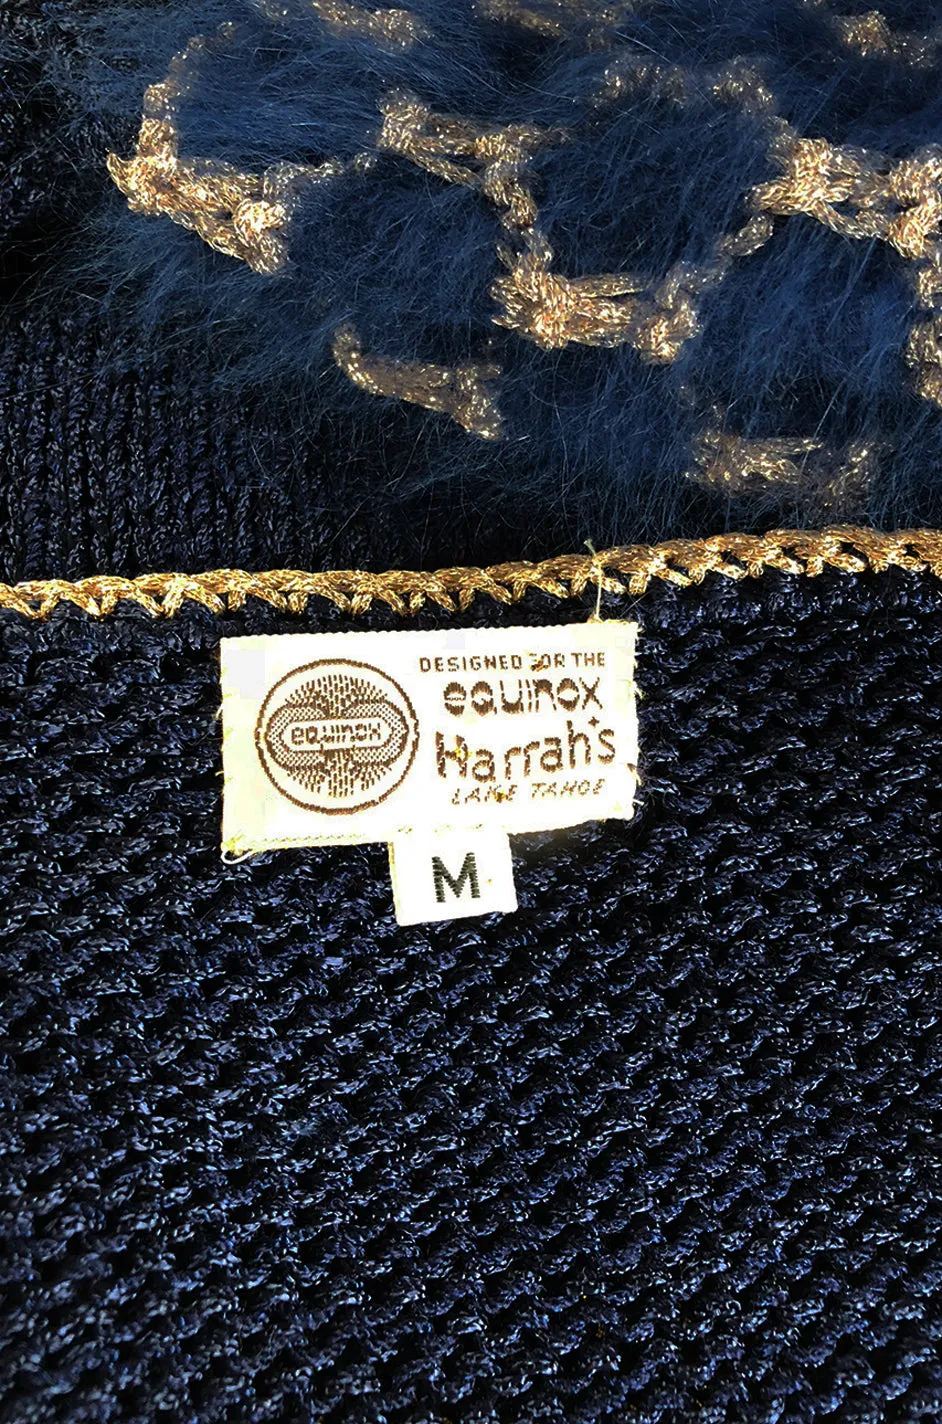 equinox
DESIGNED FOR THE
equinox
Harrah's
LAKE TAHOE
M